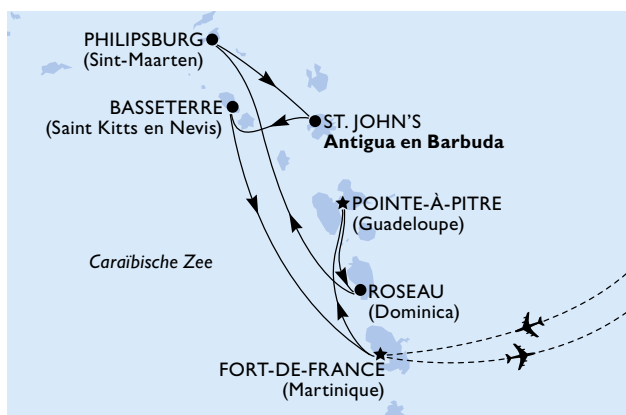 PHILIPSBURG
(Sint-Maarten)
BASSETERRE
(Saint Kitts en Nevis)
ST. JOHN'S
Antigua en Barbuda
POINTE-À-PITRE
(Guadeloupe)
Caraïbische Zee
ROSEAU
(Dominica)
FORT-DE-FRANCE
(Martinique)